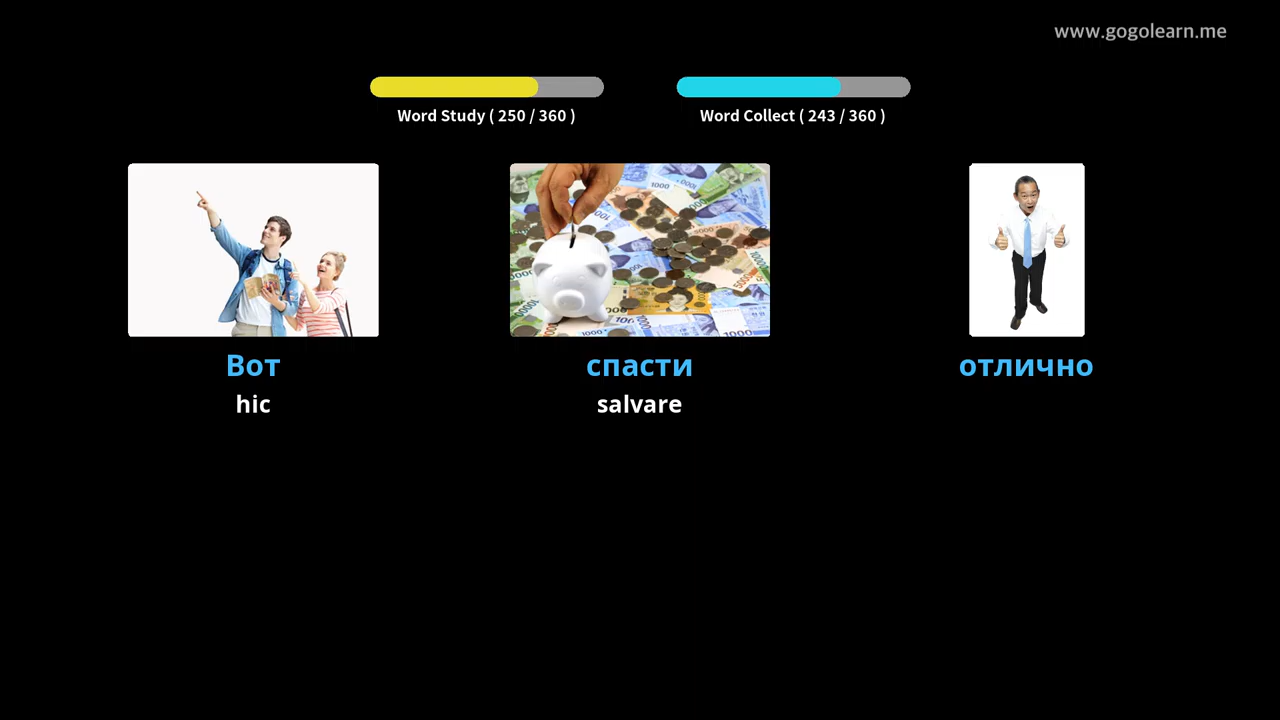 www.gogolearn.me
Word Study ( 250 / 360 )
Word Collect ( 243 / 360 )
Вот
спасти
отлично
hic
salvare